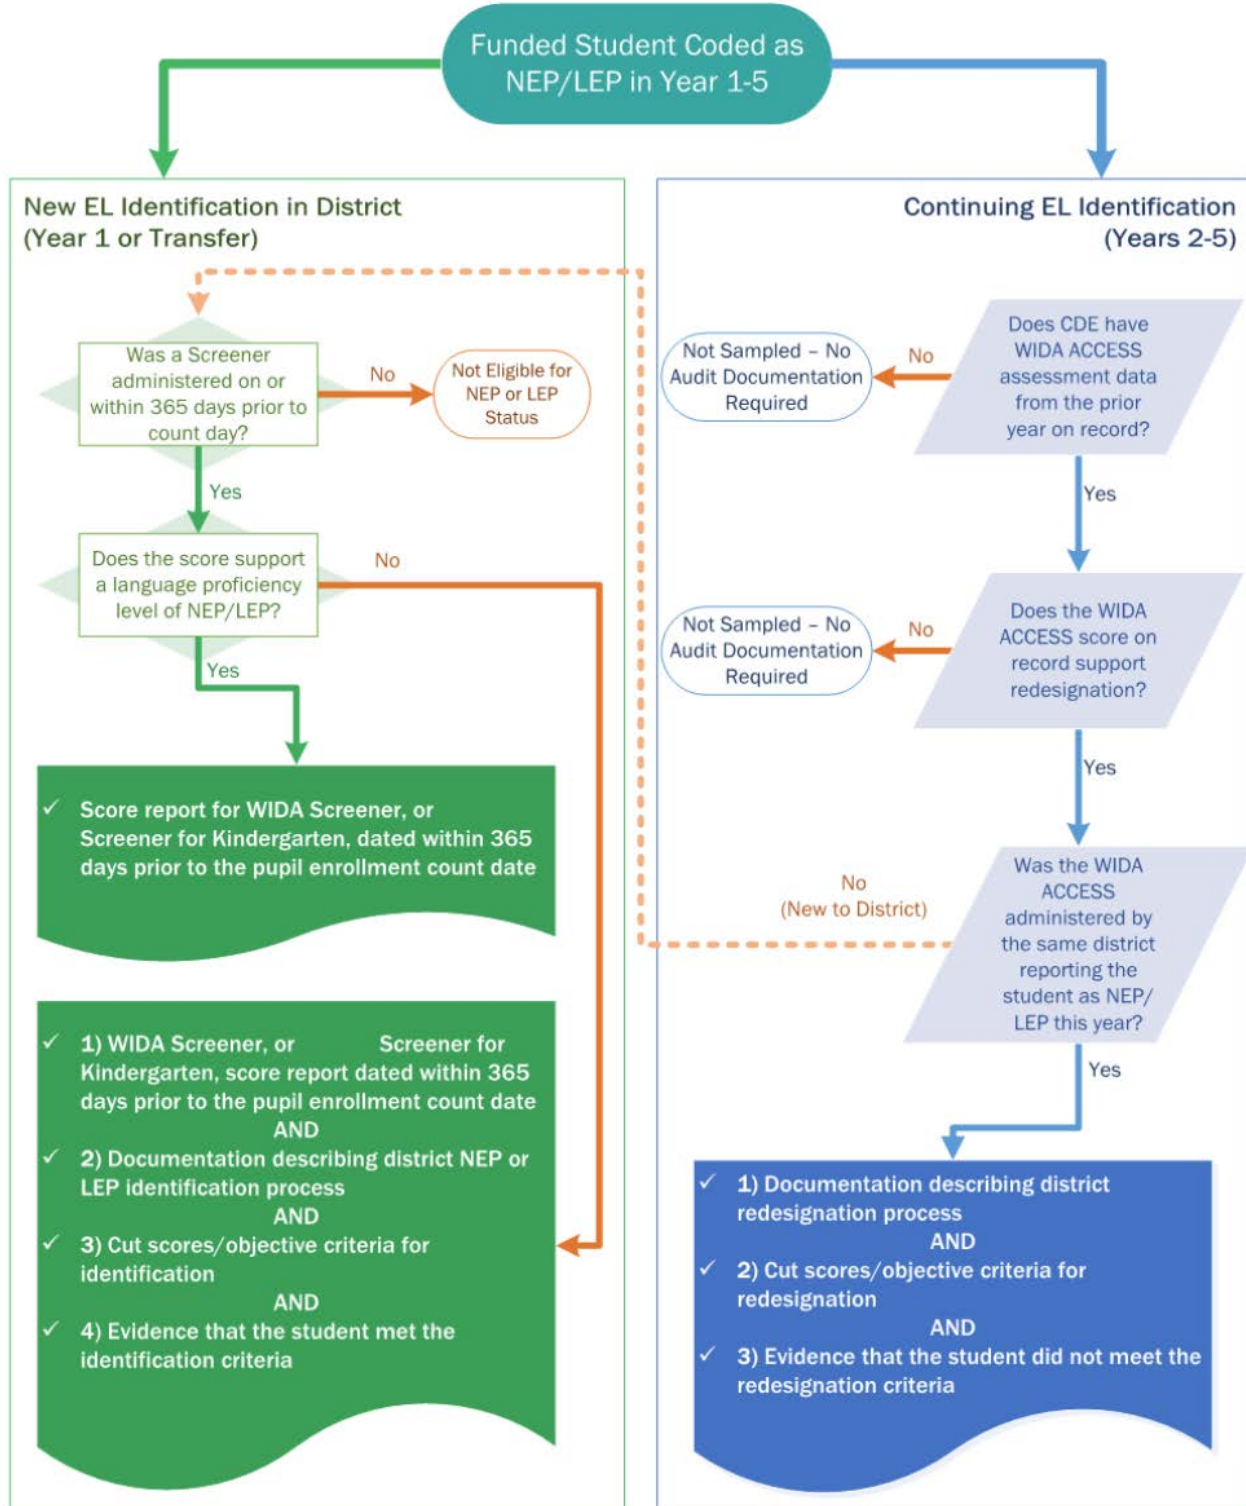 Funded Student Coded as
NEP/LEP in Year 1-5
New EL Identification in District
(Year 1 or Transfer)
Was a Screener
administered on or
within 365 days prior to
count day?
No
Not Eligible for
NEP or LEP
Status
Yes
Does the score support
a language proficiency
level of NEP/LEP?
No
Yes
✓ Score report for WIDA Screener, or
Screener for Kindergarten, dated within 365
days prior to the pupil enrollment count date
✓ 1) WIDA Screener, or Screener for
Kindergarten, score report dated within 365
days prior to the pupil enrollment count date
AND
✓ 2) Documentation describing district NEP or
LEP identification process
AND
✓ 3) Cut scores/objective criteria for
identification
AND
✓ 4) Evidence that the student met the
identification criteria
Continuing EL Identification
(Years 2-5)
Does CDE have
WIDA ACCESS
assessment data
from the prior
year on record?
No
Not Sampled – No
Audit Documentation
Required
Yes
Does the WIDA
ACCESS score on
record support
redesignation?
No
Not Sampled – No
Audit Documentation
Required
Yes
Was the WIDA
ACCESS
administered by
the same district
reporting the
student as NEP/
LEP this year?
No
(New to District)
Yes
✓ 1) Documentation describing district
redesignation process
AND
✓ 2) Cut scores/objective criteria for
redesignation
AND
✓ 3) Evidence that the student did not meet the
redesignation criteria